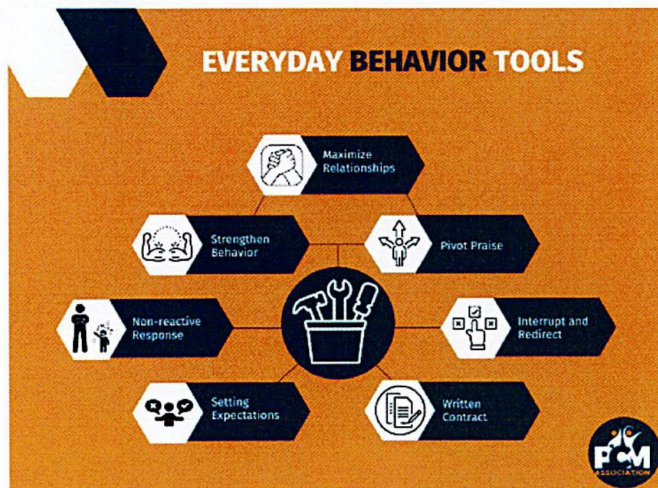 EVERYDAY BEHAVIOR TOOLS
Maximize
Relationships
Strengthen
Behavior
Pivot Praise
Non-reactive
Response
Interrupt and
Redirect
Setting
Expectations
Written
Contract
PCM
ASSOCIATION